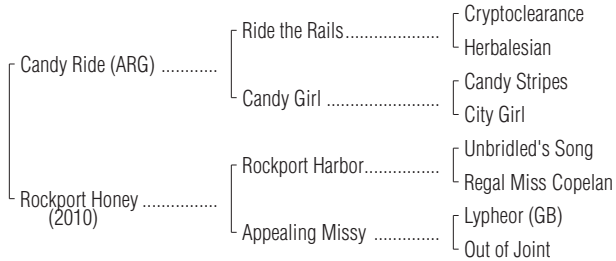 Cryptoclearance
Ride the Rails....................
Herbalesian
Candy Ride (ARG) ............
Candy Stripes
Candy Girl ........................
City Girl
Unbridled's Song
Rockport Harbor................
Regal Miss Copelan
Rockport Honey ................
(2010)
Lypheor (GB)
Appealing Missy ..............
Out of Joint